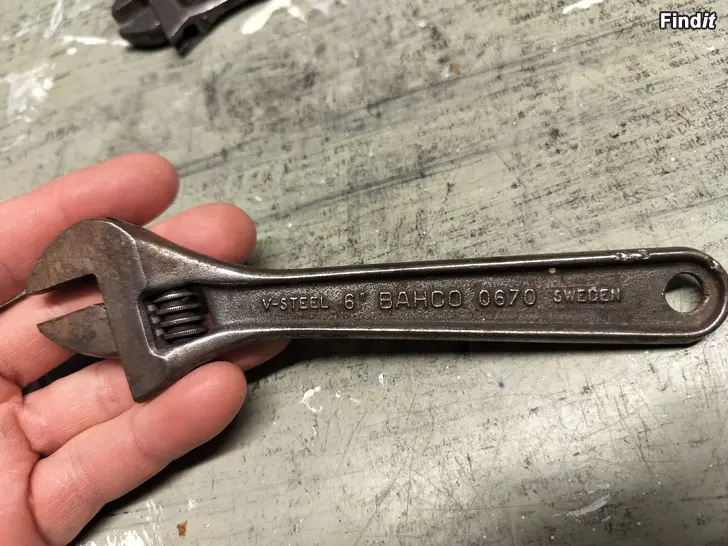 Findit
V-STEEL 6" BAHCO 0670 SWEDEN